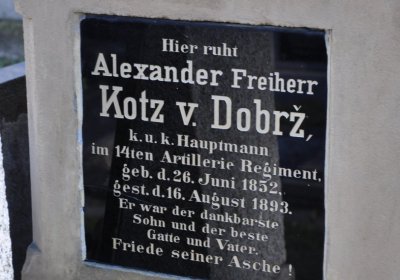 Hier ruht
Alexander Freiherr
Kotz v. Dobrž,
k.u.k. Hauptmann
im 14ten Artillerie Regiment,
geb. d. 26. Juni 1852.
gest. d. 16. August 1893.
Er war der dankbarste
Sohn und der beste
Gatte und Vater.
Friede seiner Asche!